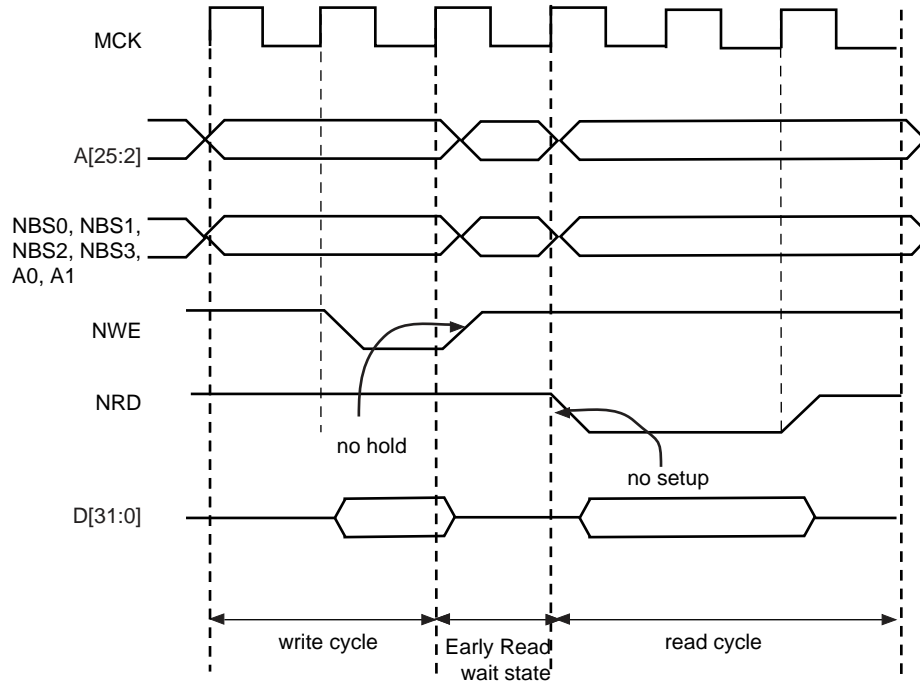 MCK
A[25:2]
NBS0, NBS1,
NBS2, NBS3,
A0, A1
NWE
NRD
no hold
no setup
D[31:0]
write cycle
Early Read
wait state
read cycle